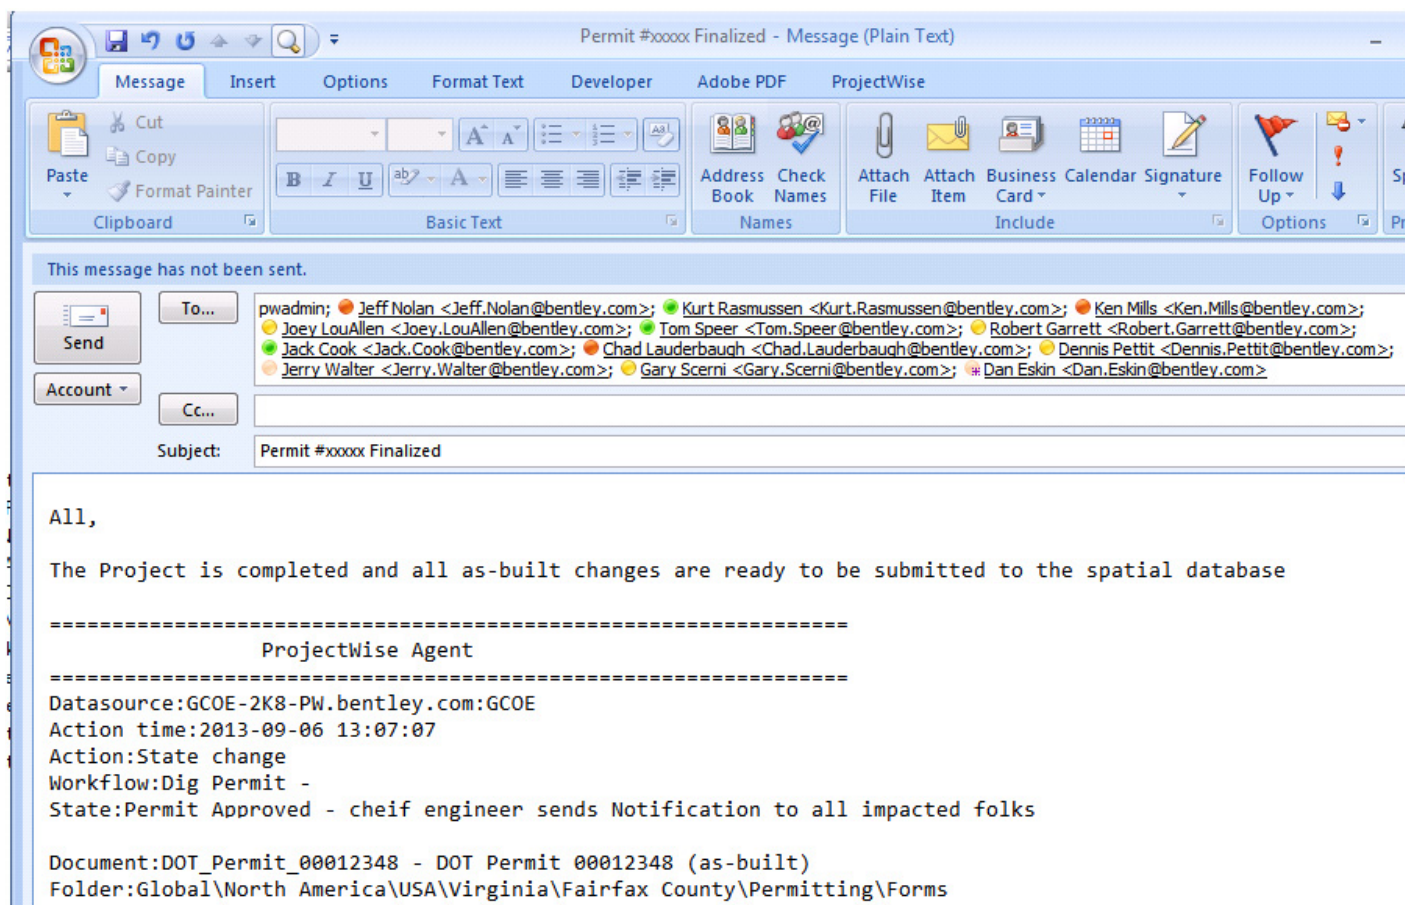 Permit #xxxxx Finalized - Message (Plain Text)
Message Insert Options Format Text Developer Adobe PDF ProjectWise
Paste
Cut
Copy
Format Painter
Clipboard
B I U
Basic Text
Address Book
Check Names
Names
Attach File
Attach Item
Business Card
Calendar
Signature
Include
Follow Up
Options
This message has not been sent.
Send
Account
To...
pwadmin; Jeff Nolan <Jeff.Nolan@bentley.com>; Kurt Rasmussen <Kurt.Rasmussen@bentley.com>; Ken Mills <Ken.Mills@bentley.com>;
Joey LouAllen <Joey.LouAllen@bentley.com>; Tom Speer <Tom.Speer@bentley.com>; Robert Garrett <Robert.Garrett@bentley.com>;
Jack Cook <Jack.Cook@bentley.com>; Chad Lauderbaugh <Chad.Lauderbaugh@bentley.com>; Dennis Pettit <Dennis.Pettit@bentley.com>;
Jerry Walter <Jerry.Walter@bentley.com>; Gary Scerni <Gary.Scerni@bentley.com>; Dan Eskin <Dan.Eskin@bentley.com>
Cc...
Subject: Permit #xxxxx Finalized
All,
The Project is completed and all as-built changes are ready to be submitted to the spatial database
================================================================
ProjectWise Agent
================================================================
Datasource:GCOE-2K8-PW.bentley.com:GCOE
Action time:2013-09-06 13:07:07
Action:State change
Workflow:Dig Permit -
State:Permit Approved - cheif engineer sends Notification to all impacted folks
Document:DOT_Permit_00012348 - DOT Permit 00012348 (as-built)
Folder:Global\North America\USA\Virginia\Fairfax County\Permitting\Forms